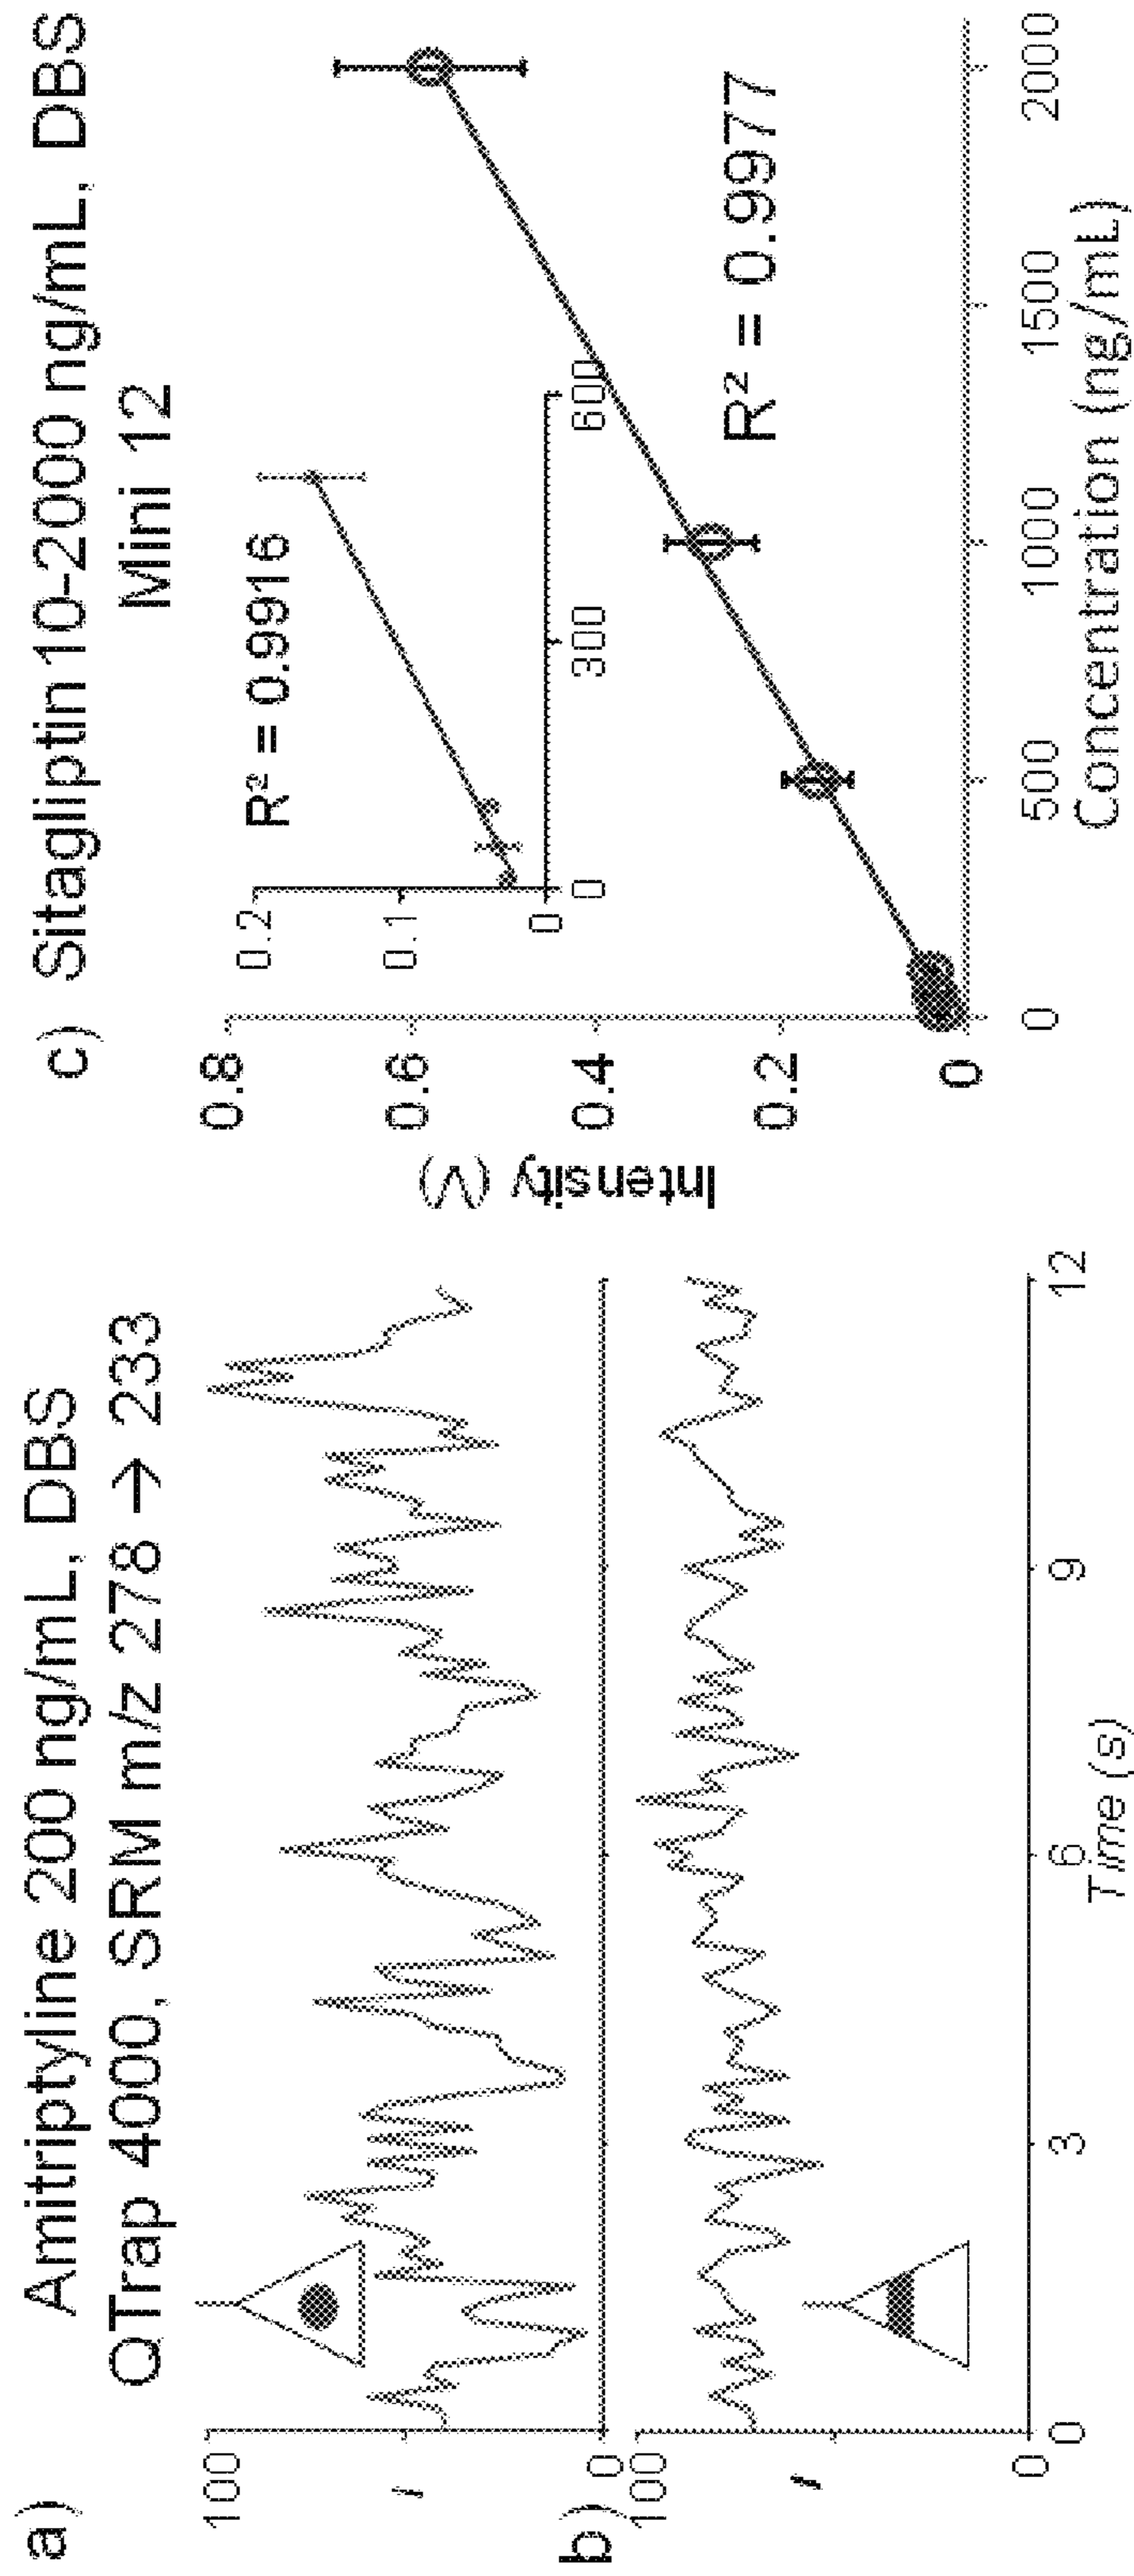 a)
Amitriptyline 200 ng/mL, DBS
QTrap 4000, SRM m/z 278 → 233
100
I
0
b)
100
I
0
0 3 6 9 12
Time (s)
c) Sitagliptin 10-2000 ng/mL, DBS
Mini 12
0.8
0.6
0.4
0.2
0
Intensity (V)
R² = 0.9916
0.2
0.1
0
0 300 600
R² = 0.9977
0 500 1000 1500 2000
Concentration (ng/mL)